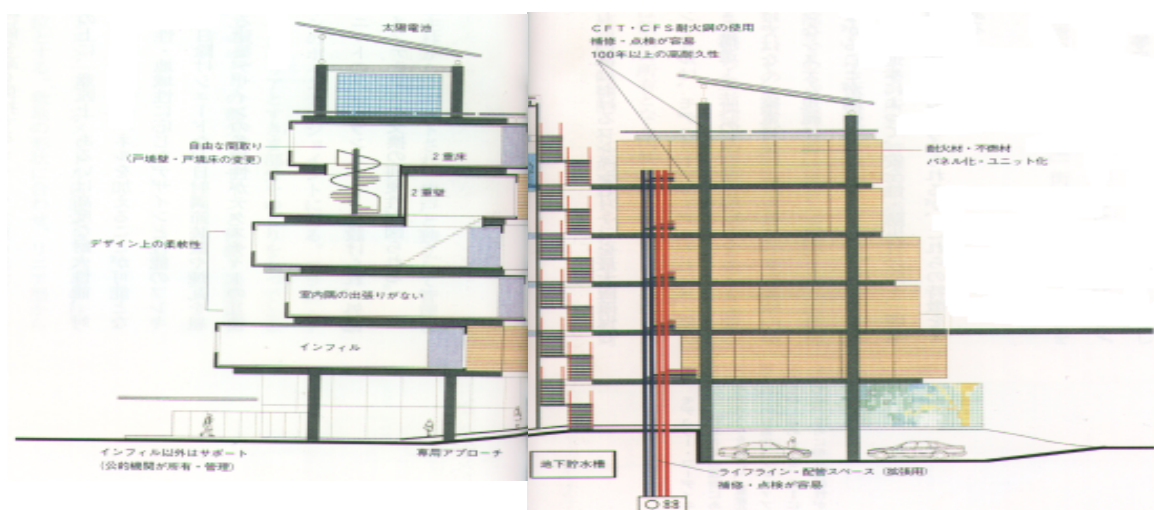 太陽電池
自由な間取り
(戸境壁・戸境床の変更)
2重床
2重壁
デザイン上の柔軟性
室内隅の出張りがない
インフィル
インフィル以外はサポート
(公的機関が所有・管理)
専用アプローチ
CFT・CFS耐火鋼の使用
補修・点検が容易
100年以上の高耐久性
耐火材・不燃材
パネル化・ユニット化
地下貯水槽
ライフライン・配管スペース (拡張用)
補修・点検が容易